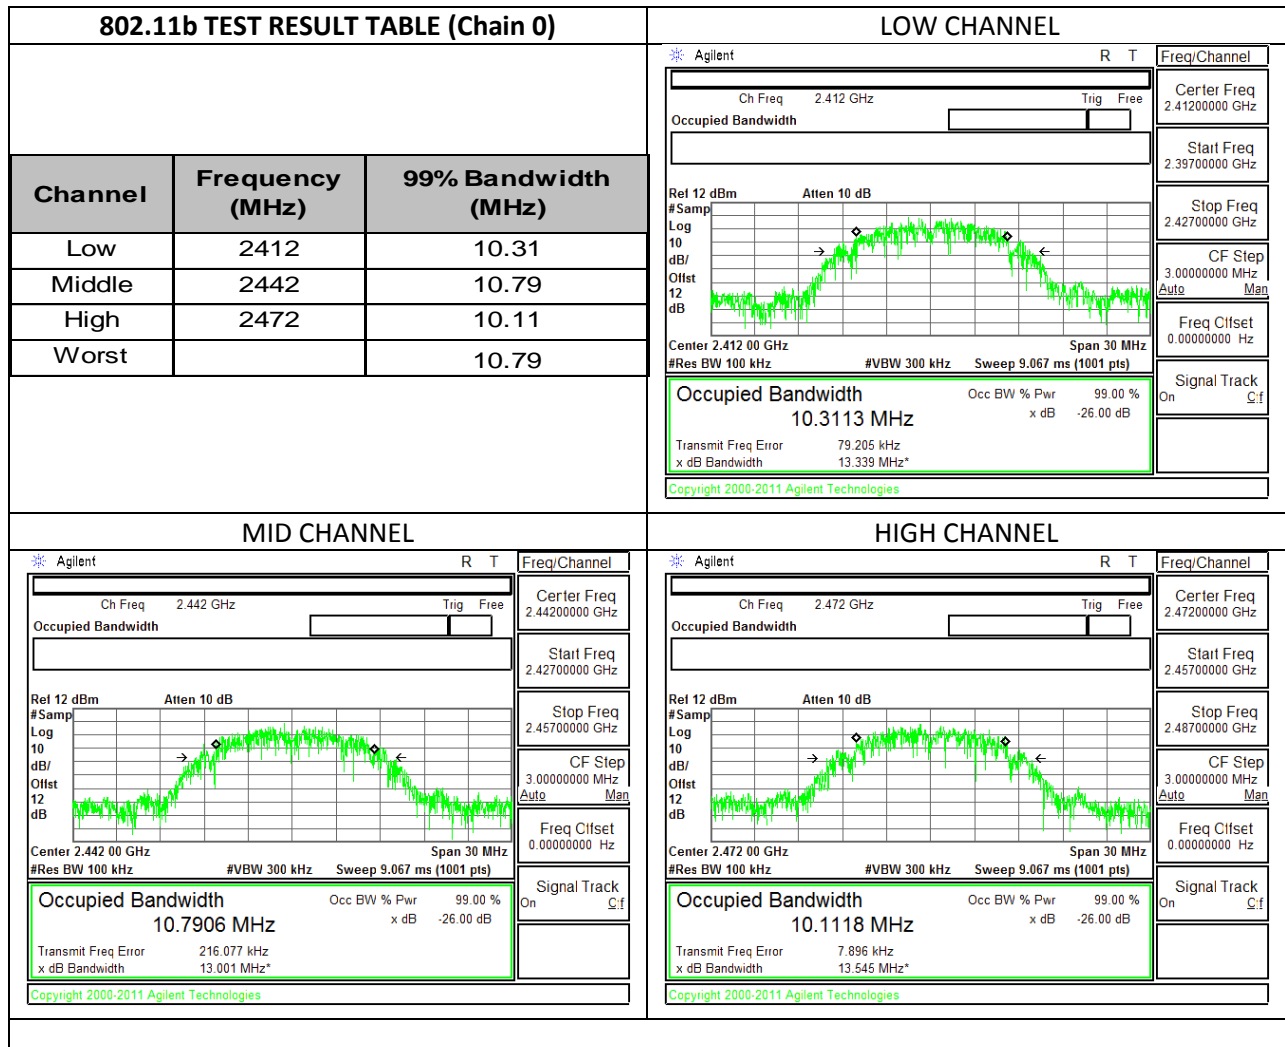 802.11b TEST RESULT TABLE (Chain 0)
Channel Frequency (MHz) 99% Bandwidth (MHz)
Low 2412 10.31
Middle 2442 10.79
High 2472 10.11
Worst 10.79
LOW CHANNEL
Agilent R T
Ch Freq 2.412 GHz Trig Free
Occupied Bandwidth
Ref 12 dBm Atten 10 dB
#Samp
Log
10
dB/
Offst
12
dB
Center 2.412 00 GHz Span 30 MHz
#Res BW 100 kHz #VBW 300 kHz Sweep 9.067 ms (1001 pts)
Occupied Bandwidth Occ BW % Pwr 99.00 %
10.3113 MHz x dB -26.00 dB
Transmit Freq Error 79.205 kHz
x dB Bandwidth 13.339 MHz*
Copyright 2000-2011 Agilent Technologies
Freq/Channel
Center Freq
2.41200000 GHz
Start Freq
2.39700000 GHz
Stop Freq
2.42700000 GHz
CF Step
3.00000000 MHz
Auto Man
Freq Offset
0.00000000 Hz
Signal Track
On Off
MID CHANNEL
Agilent R T
Ch Freq 2.442 GHz Trig Free
Occupied Bandwidth
Ref 12 dBm Atten 10 dB
#Samp
Log
10
dB/
Offst
12
dB
Center 2.442 00 GHz Span 30 MHz
#Res BW 100 kHz #VBW 300 kHz Sweep 9.067 ms (1001 pts)
Occupied Bandwidth Occ BW % Pwr 99.00 %
10.7906 MHz x dB -26.00 dB
Transmit Freq Error 216.077 kHz
x dB Bandwidth 13.001 MHz*
Copyright 2000-2011 Agilent Technologies
Freq/Channel
Center Freq
2.44200000 GHz
Start Freq
2.42700000 GHz
Stop Freq
2.45700000 GHz
CF Step
3.00000000 MHz
Auto Man
Freq Offset
0.00000000 Hz
Signal Track
On Off
HIGH CHANNEL
Agilent R T
Ch Freq 2.472 GHz Trig Free
Occupied Bandwidth
Ref 12 dBm Atten 10 dB
#Samp
Log
10
dB/
Offst
12
dB
Center 2.472 00 GHz Span 30 MHz
#Res BW 100 kHz #VBW 300 kHz Sweep 9.067 ms (1001 pts)
Occupied Bandwidth Occ BW % Pwr 99.00 %
10.1118 MHz x dB -26.00 dB
Transmit Freq Error 7.896 kHz
x dB Bandwidth 13.545 MHz*
Copyright 2000-2011 Agilent Technologies
Freq/Channel
Center Freq
2.47200000 GHz
Start Freq
2.45700000 GHz
Stop Freq
2.48700000 GHz
CF Step
3.00000000 MHz
Auto Man
Freq Offset
0.00000000 Hz
Signal Track
On Off